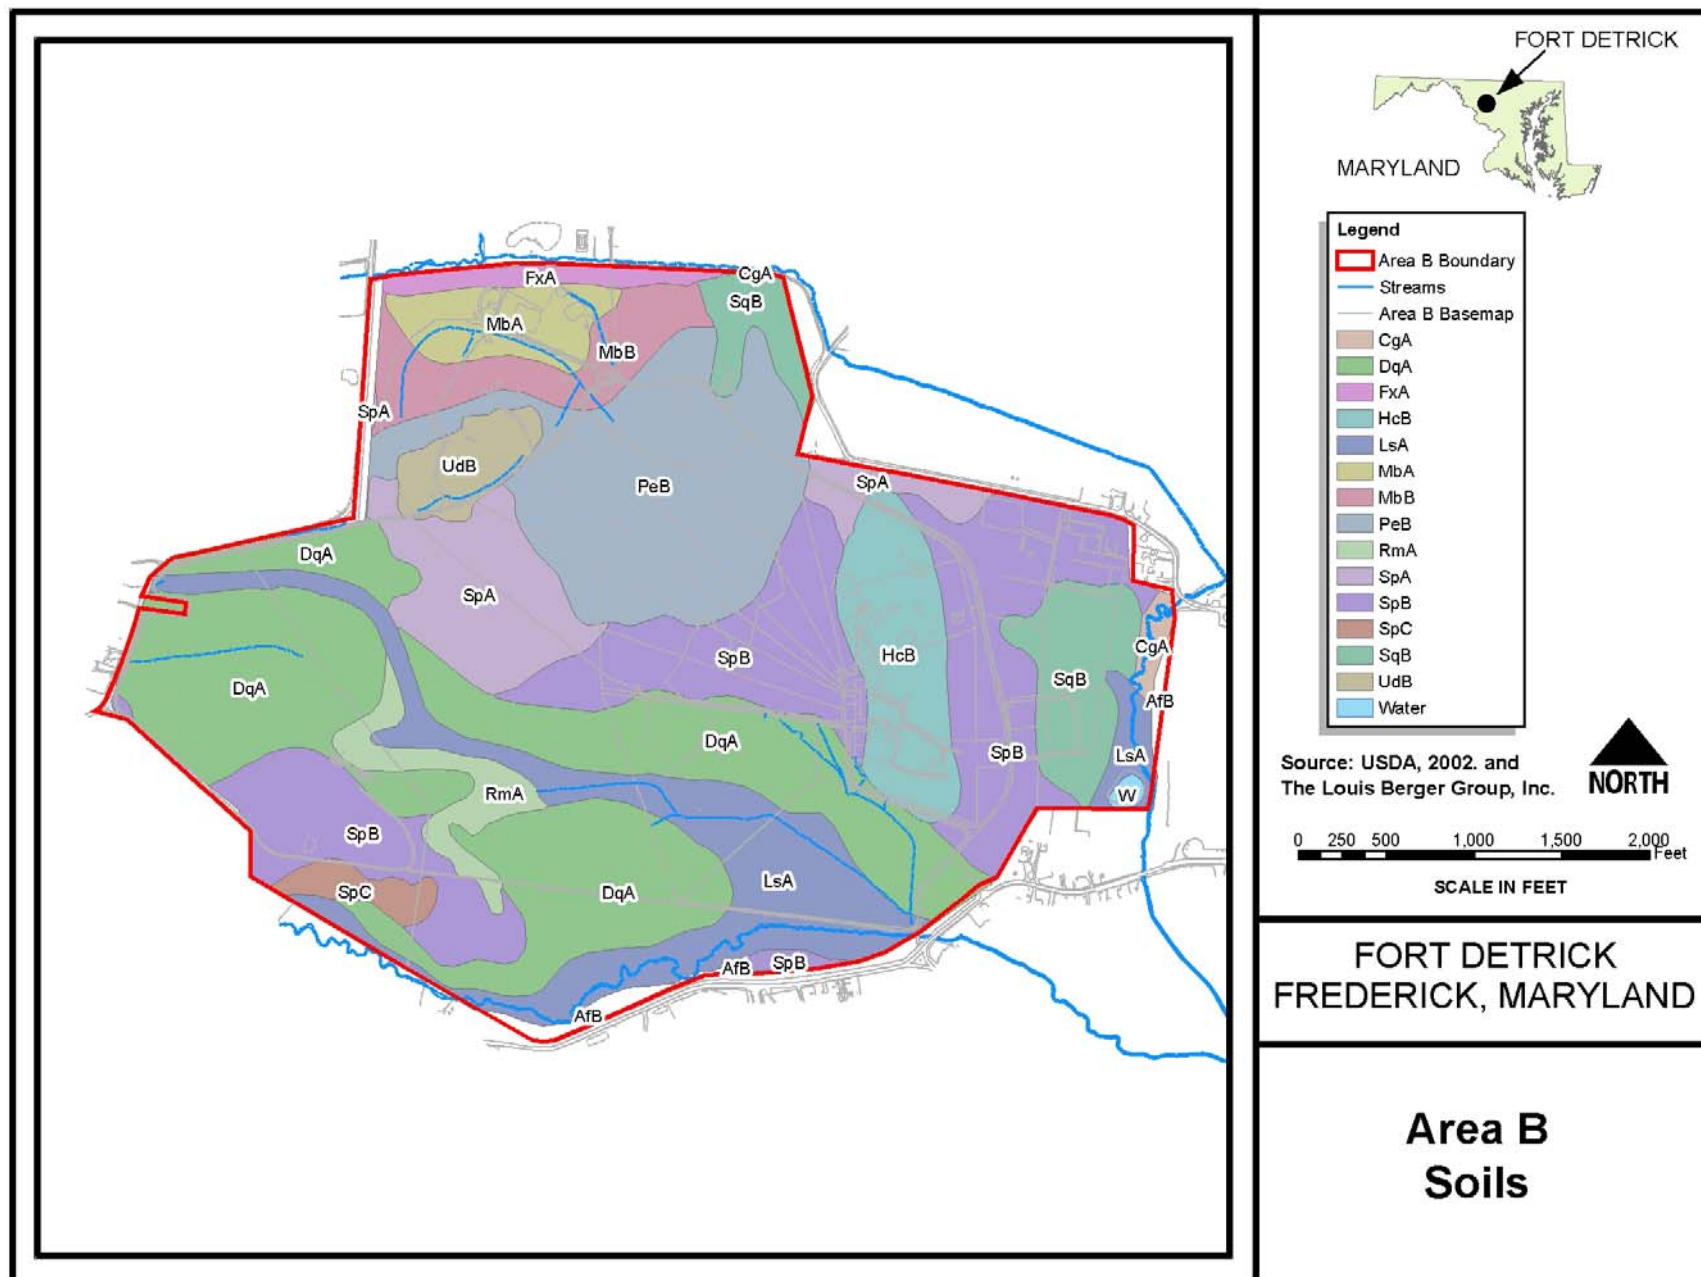 FORT DETRICK
MARYLAND
Legend
Area B Boundary
Streams
Area B Basemap
CgA
DqA
FxA
HcB
LsA
MbA
MbB
PeB
RmA
SpA
SpB
SpC
SqB
UdB
Water
Source: USDA, 2002. and
The Louis Berger Group, Inc.
NORTH
0 250 500 1,000 1,500 2,000
Feet
SCALE IN FEET
FORT DETRICK
FREDERICK, MARYLAND
Area B
Soils
FxA
CgA
SqB
MbA
MbB
SpA
UdB
PeB
SpA
DqA
SpA
SpB
HcB
CgA
SqB
DqA
AfB
DqA
SpB
LsA
RmA
W
SpB
SpC
DqA
LsA
AfB
SpB
AfB